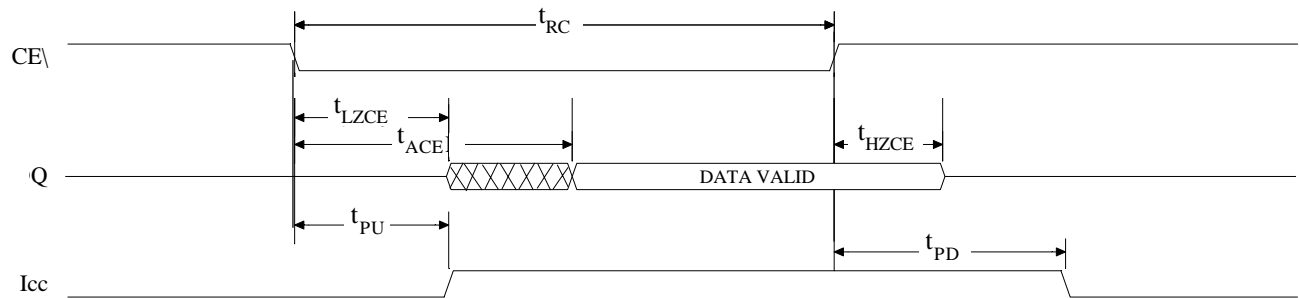 tRC
CE\
tLZCE
tACE
tHZCE
Q
DATA VALID
tPU
tPD
Icc